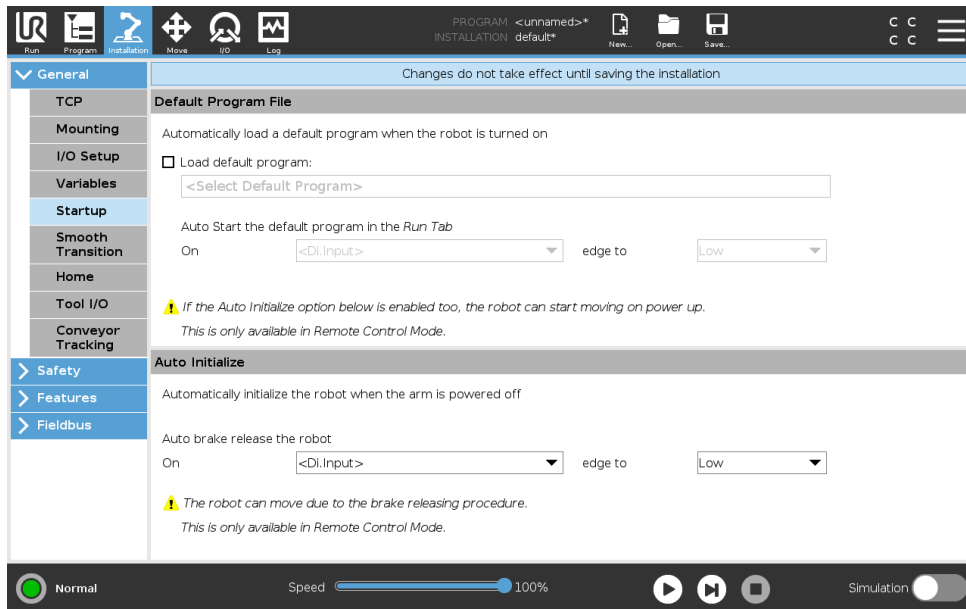 UR
PROGRAM <unnamed>*
INSTALLATION default*
C C
C C
Run Program Installation Move I/O Log New... Open... Save...
General
Changes do not take effect until saving the installation
TCP
Default Program File
Mounting
Automatically load a default program when the robot is turned on
I/O Setup
Load default program:
Variables
<Select Default Program>
Startup
Auto Start the default program in the Run Tab
Smooth
Transition
On <Di.Input> edge to Low
Home
Tool I/O
If the Auto Initialize option below is enabled too, the robot can start moving on power up.
This is only available in Remote Control Mode.
Conveyor
Tracking
Auto Initialize
Safety
Features
Automatically initialize the robot when the arm is powered off
Fieldbus
Auto brake release the robot
On <Di.Input> edge to Low
The robot can move due to the brake releasing procedure.
This is only available in Remote Control Mode.
Normal Speed 100% Simulation